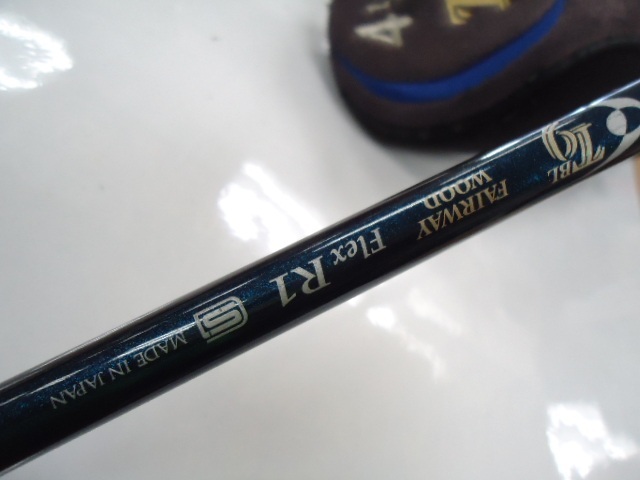 TBL
FAIRWAY
WOOD
Flex R1
S
MADE IN JAPAN
4